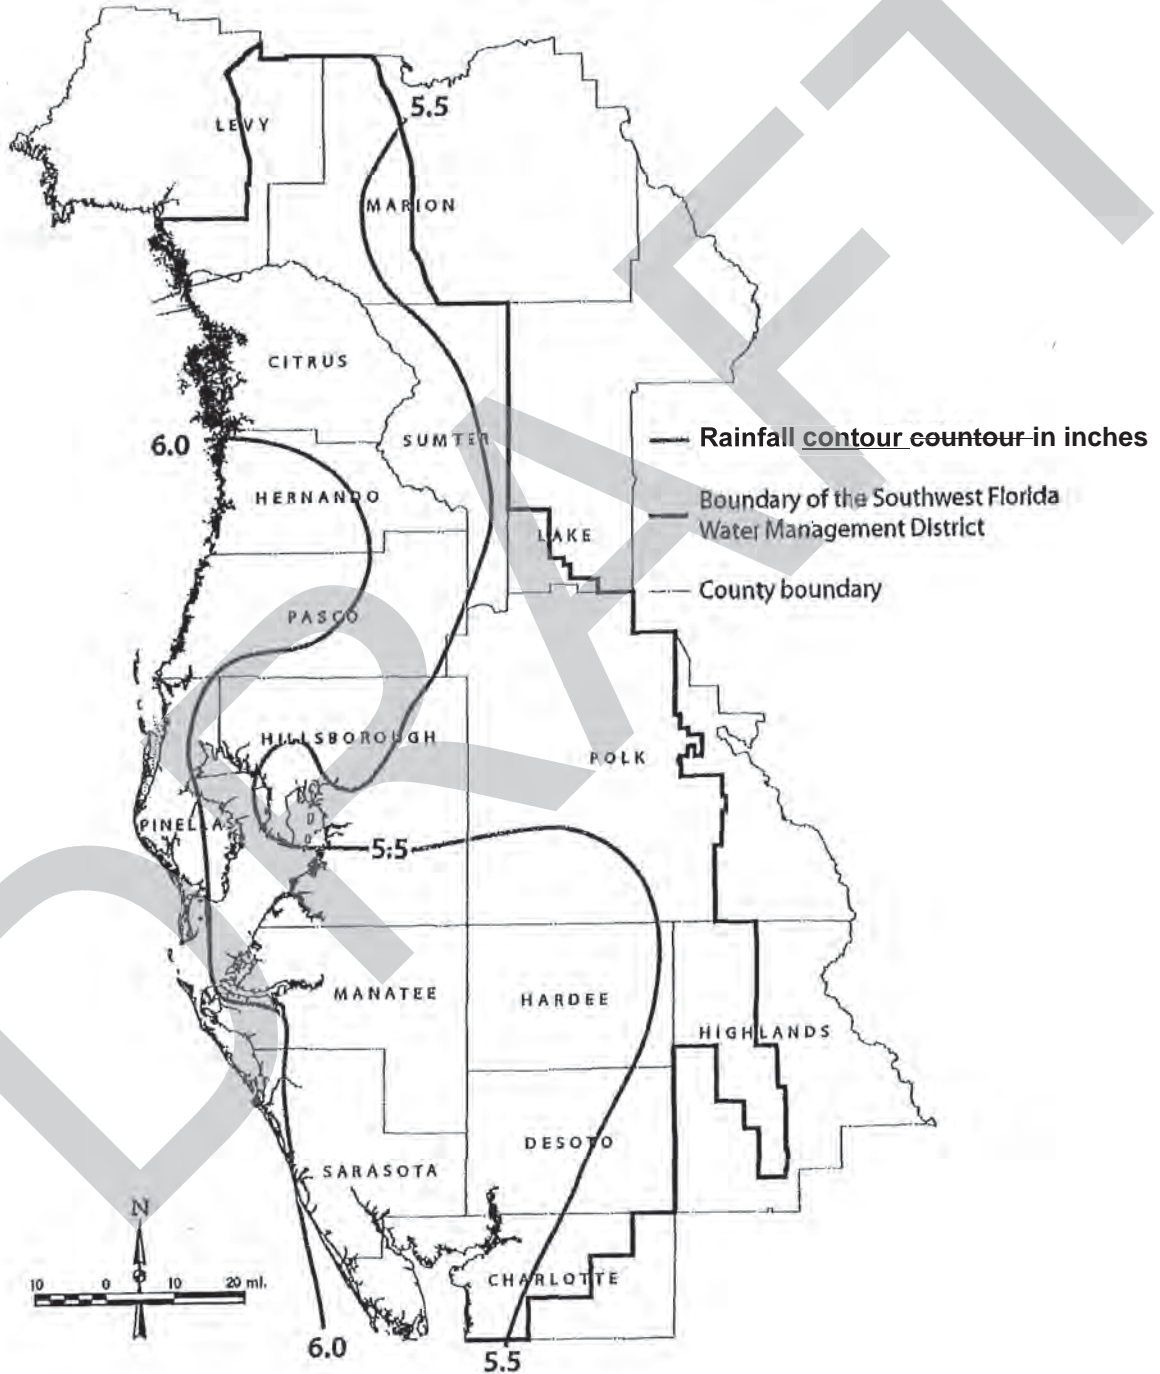 5.5
LEVY
MARION
CITRUS
6.0
SUMTER
Rainfall contour countour in inches
HERNANDO
Boundary of the Southwest Florida
Water Management District
LAKE
County boundary
PASCO
HILLSBOROUGH
POLK
PINELLAS
5.5
MANATEE
HARDEE
HIGHLANDS
DESOTO
SARASOTA
N
CHARLOTTE
10 0 10 20 ml.
6.0
5.5
DRAFT